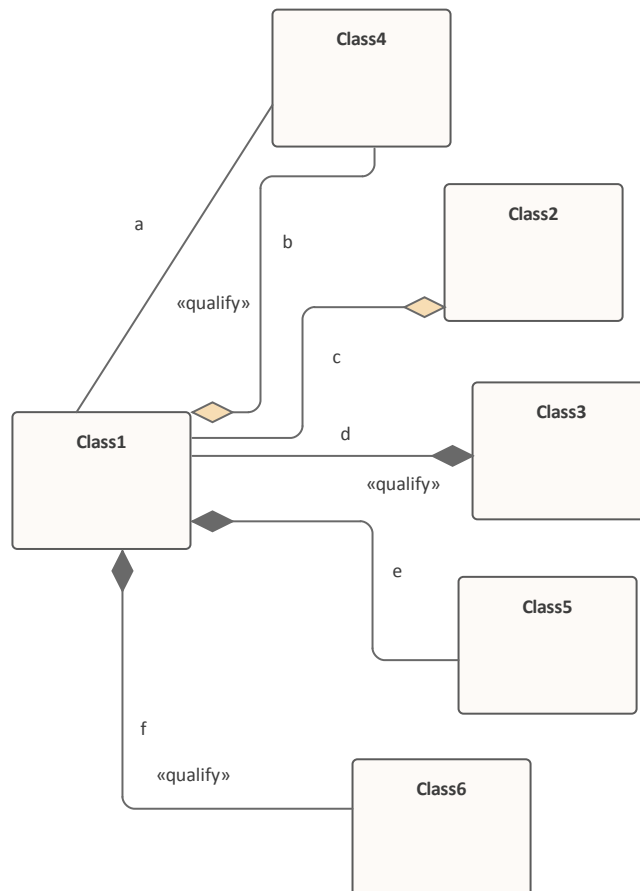 Class4
a
b
Class2
«qualify»
c
Class3
Class1
d
«qualify»
e
Class5
f
«qualify»
Class6